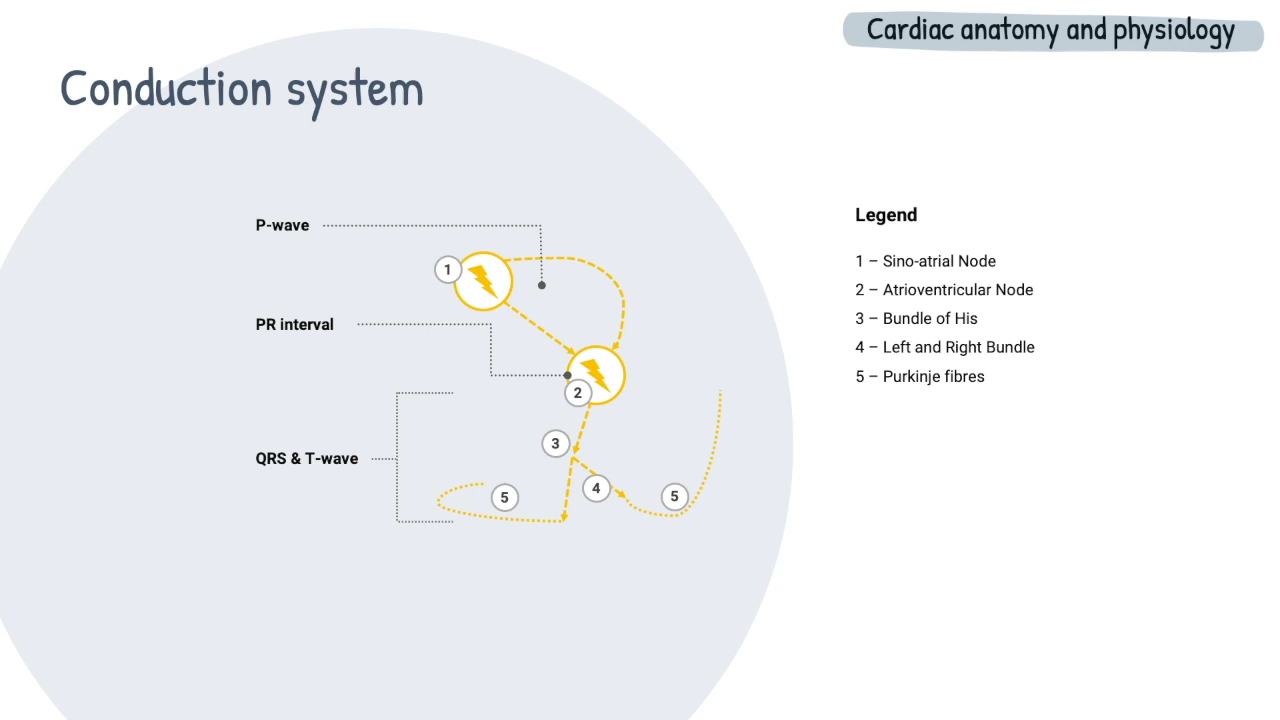 Cardiac anatomy and physiology
Conduction system
P-wave
1
PR interval
2
3
QRS & T-wave
4
5
5
Legend
1 – Sino-atrial Node
2 – Atrioventricular Node
3 – Bundle of His
4 – Left and Right Bundle
5 – Purkinje fibres